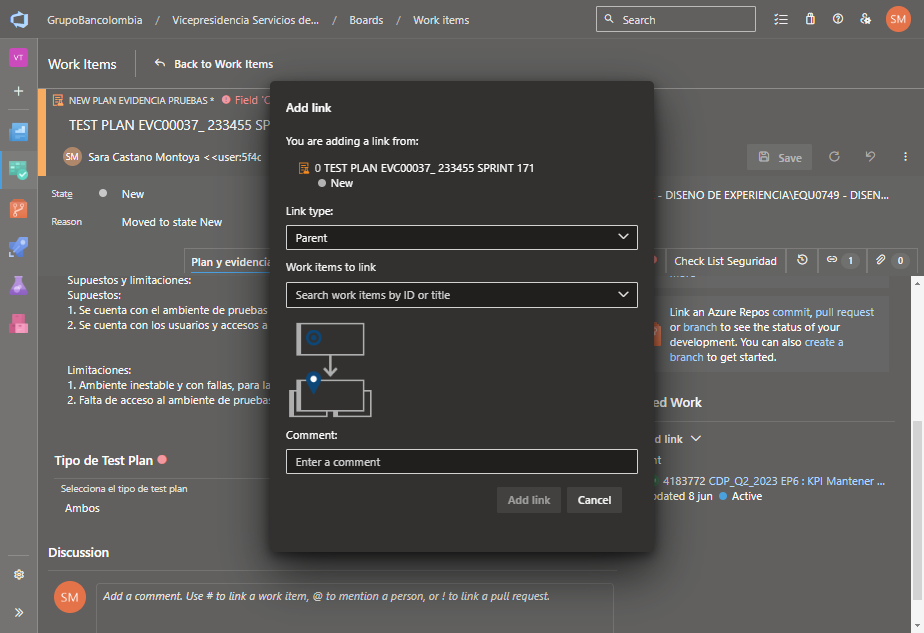 GrupoBancolombia / Vicepresidencia Servicios de... / Boards / Work items
Search
SM
VT
Work Items
Back to Work Items
NEW PLAN EVIDENCIA PRUEBAS *
Field 'C
TEST PLAN EVC00037_ 233455 SP
SM
Sara Castano Montoya < <user:5f4c
Save
State
New
Reason
Moved to state New
- DISENO DE EXPERIENCIA\EQU0749 - DISEN...
Plan y evidencia
Check List Seguridad
1
0
Supuestos y limitaciones:
Supuestos:
1. Se cuenta con el ambiente de pruebas
2. Se cuenta con los usuarios y accesos a
Limitaciones:
1. Ambiente inestable y con fallas, para la
2. Falta de acceso al ambiente de pruebas
Tipo de Test Plan
Selecciona el tipo de test plan
Ambos
Discussion
SM
Add a comment. Use # to link a work item, @ to mention a person, or ! to link a pull request.
Add link
You are adding a link from:
0 TEST PLAN EVC00037_ 233455 SPRINT 171
New
Link type:
Parent
Work items to link
Search work items by ID or title
Comment:
Enter a comment
Add link
Cancel
Link an Azure Repos commit, pull request
or branch to see the status of your
development. You can also create a
branch to get started.
ed Work
d link
nt
4183772 CDP_Q2_2023 EP6 : KPI Mantener ...
pdated 8 jun
Active